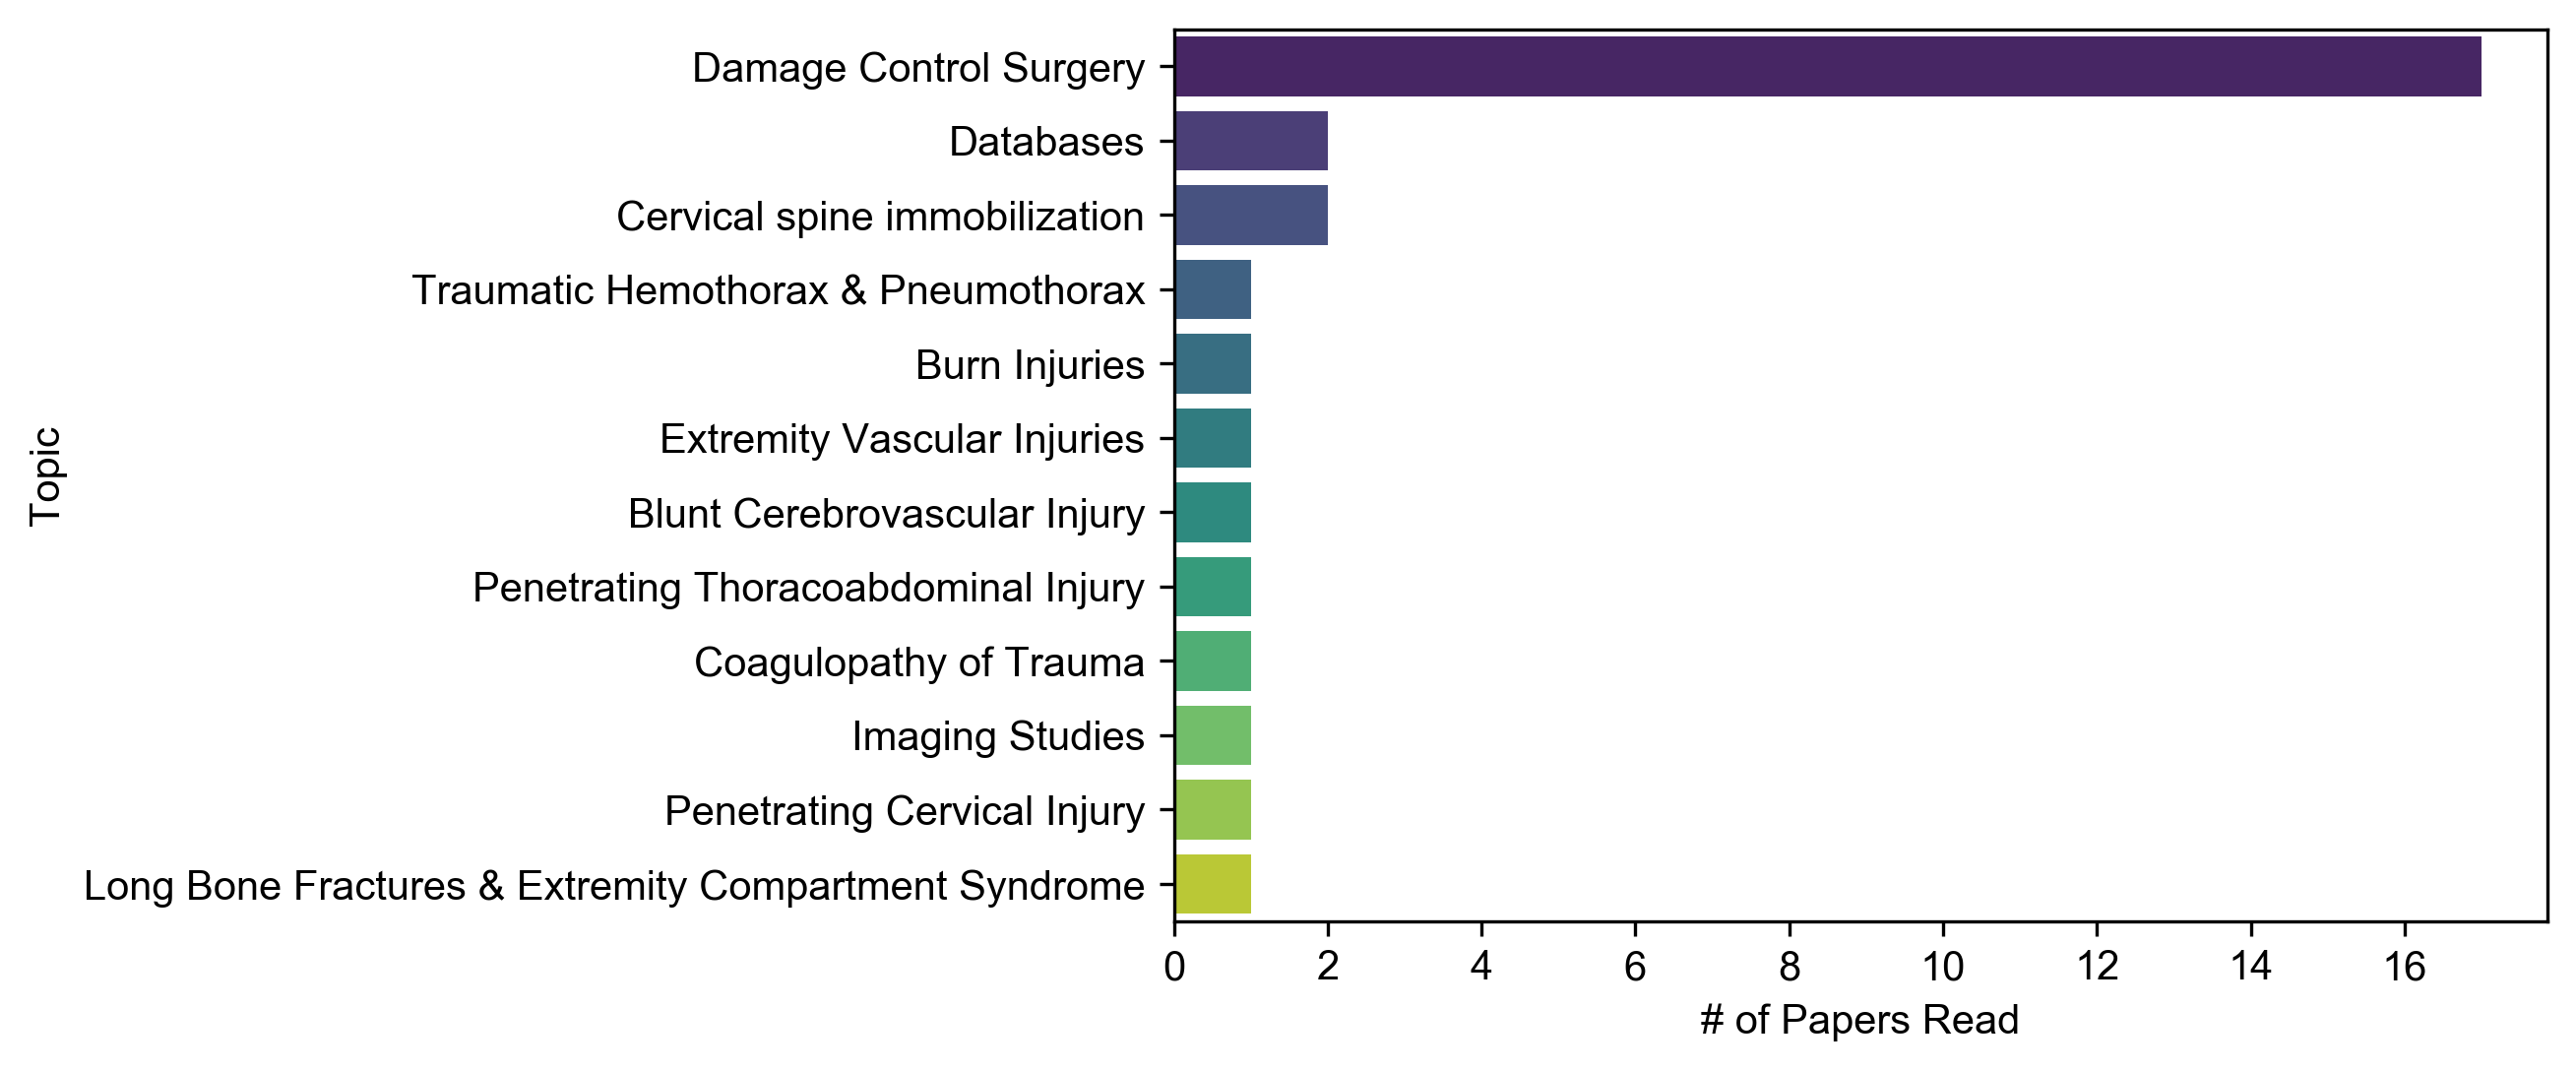 Damage Control Surgery
Databases
Cervical spine immobilization
Traumatic Hemothorax & Pneumothorax
Burn Injuries
Extremity Vascular Injuries
Blunt Cerebrovascular Injury
Penetrating Thoracoabdominal Injury
Coagulopathy of Trauma
Imaging Studies
Penetrating Cervical Injury
Long Bone Fractures & Extremity Compartment Syndrome
Topic
0 2 4 6 8 10 12 14 16
# of Papers Read